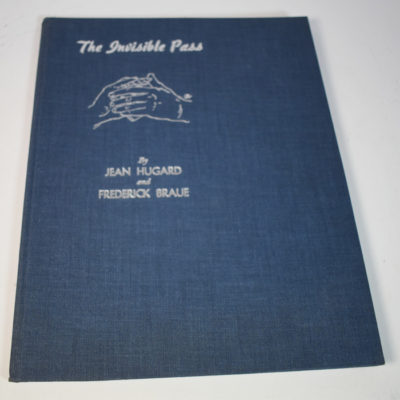 The Invisible Pass
By
JEAN HUGARD
and
FREDERICK BRAUE